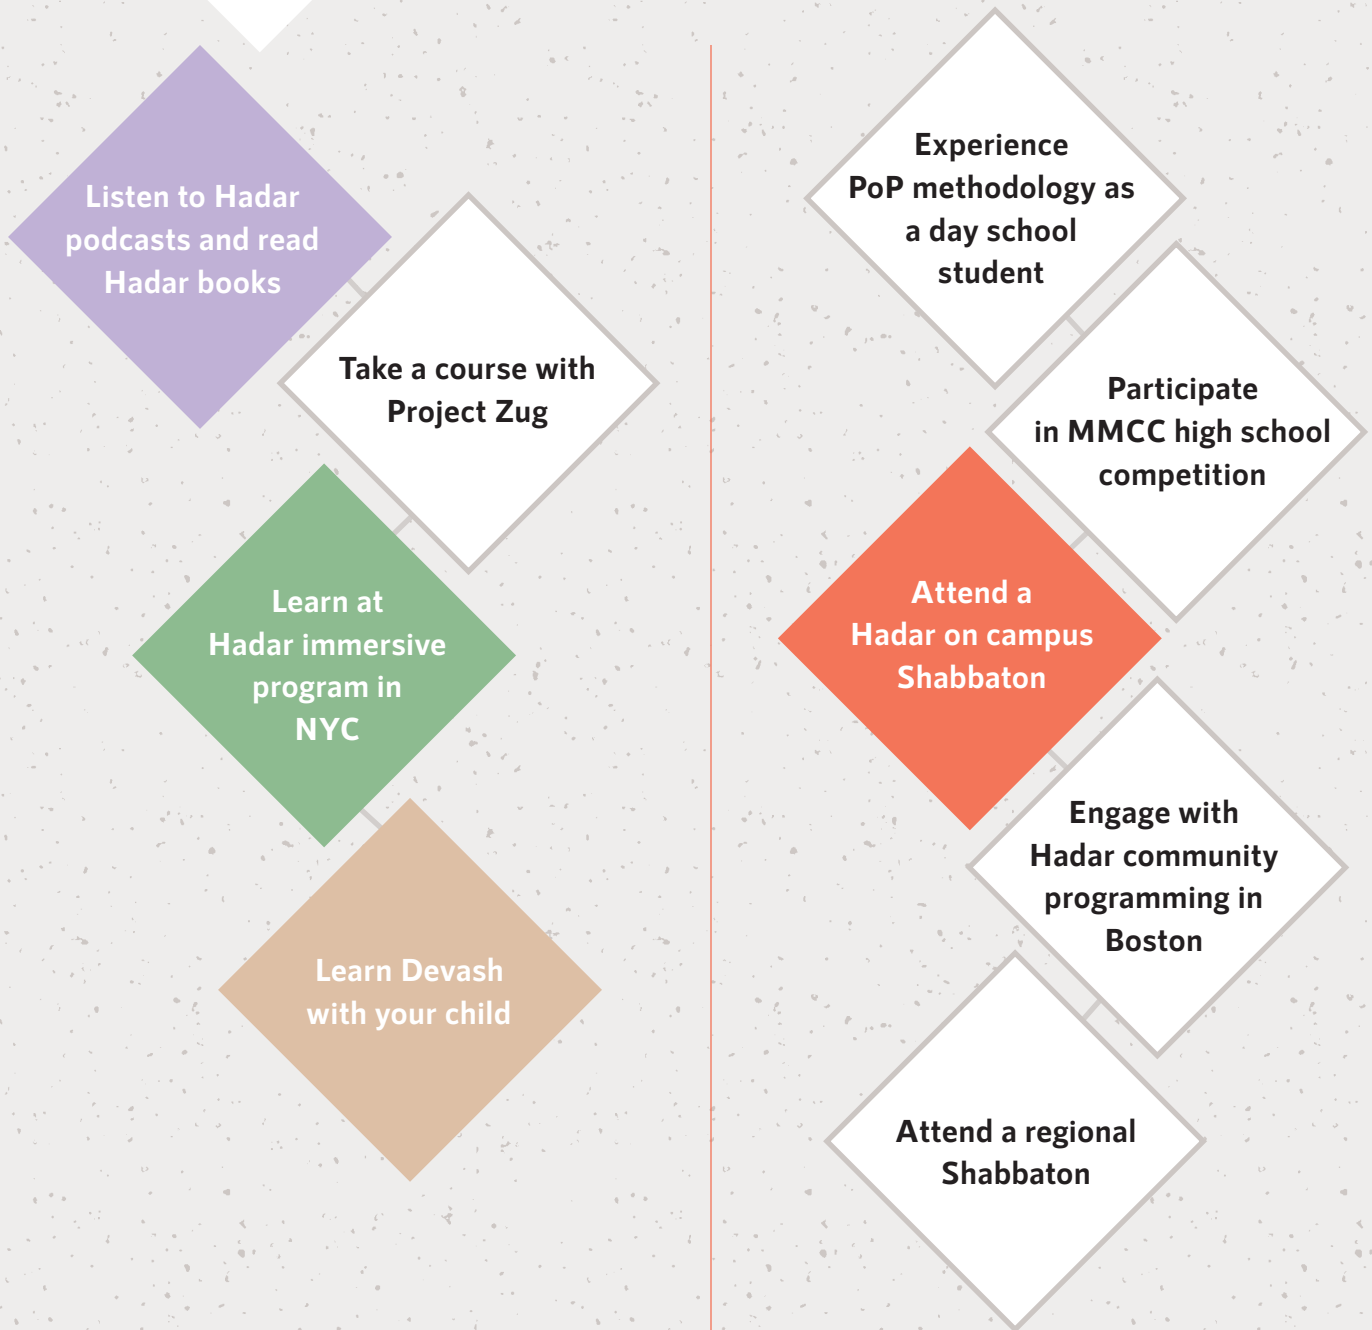 Listen to Hadar
podcasts and read
Hadar books
Take a course with
Project Zug
Learn at
Hadar immersive
program in
NYC
Learn Devash
with your child
Experience
PoP methodology as
a day school
student
Participate
in MMCC high school
competition
Attend a
Hadar on campus
Shabbaton
Engage with
Hadar community
programming in
Boston
Attend a regional
Shabbaton